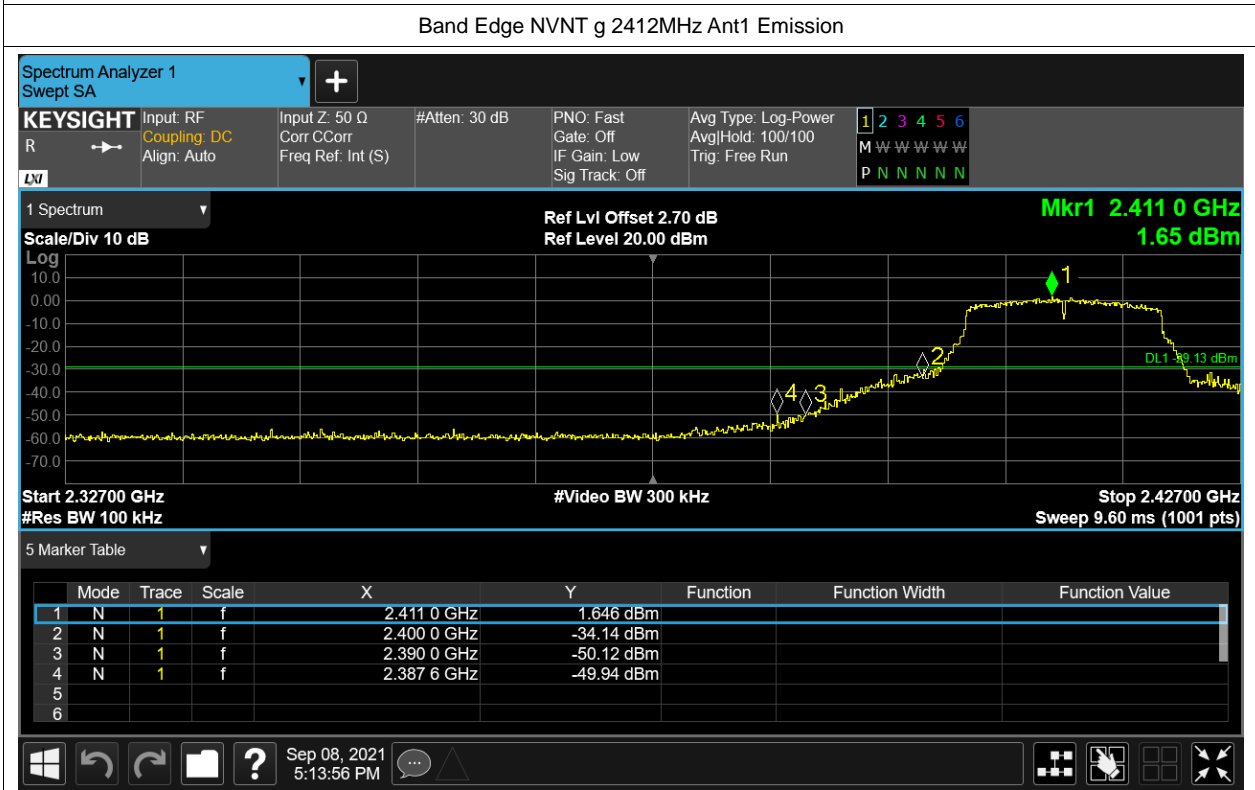 Band Edge NVNT g 2412MHz Ant1 Emission
Spectrum Analyzer 1
Swept SA
KEYSIGHT
R
LXI
Input: RF
Coupling: DC
Align: Auto
Input Z: 50 Ω
Corr CCorr
Freq Ref: Int (S)
#Atten: 30 dB
PNO: Fast
Gate: Off
IF Gain: Low
Sig Track: Off
Avg Type: Log-Power
Avg|Hold: 100/100
Trig: Free Run
1 2 3 4 5 6
M W W W W W W
P N N N N N
1 Spectrum
Scale/Div 10 dB
Ref Lvl Offset 2.70 dB
Ref Level 20.00 dBm
Mkr1 2.411 0 GHz
1.65 dBm
Log
10.0
0.00
-10.0
-20.0
-30.0
-40.0
-50.0
-60.0
-70.0
1
2
4 3
DL1 -29.13 dBm
Start 2.32700 GHz
#Res BW 100 kHz
#Video BW 300 kHz
Stop 2.42700 GHz
Sweep 9.60 ms (1001 pts)
5 Marker Table
Mode Trace Scale X Y Function Function Width Function Value
1 N 1 f 2.411 0 GHz 1.646 dBm
2 N 1 f 2.400 0 GHz -34.14 dBm
3 N 1 f 2.390 0 GHz -50.12 dBm
4 N 1 f 2.387 6 GHz -49.94 dBm
5
6
?
Sep 08, 2021
5:13:56 PM